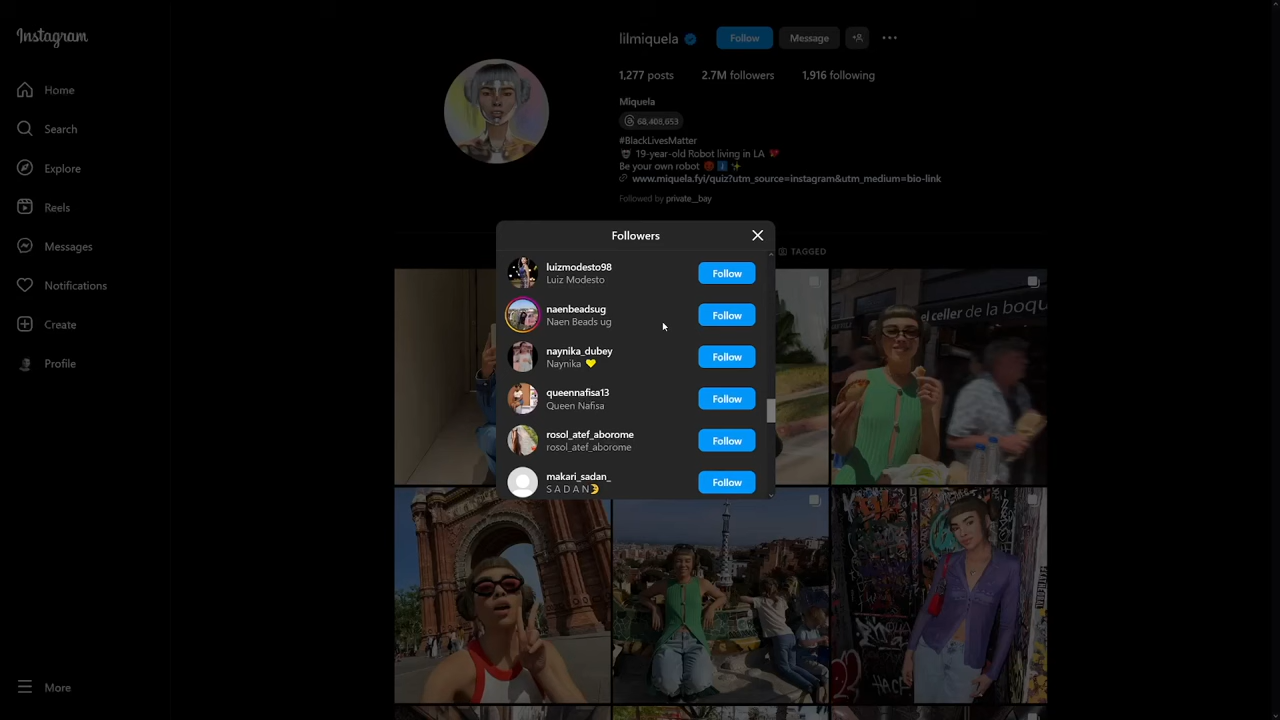 Instagram
Home
Search
Explore
Reels
Messages
Notifications
Create
Profile
More
lilmiquela
Follow
Message
1,277 posts
2.7M followers
1,916 following
Miquela
68,408,653
#BlackLivesMatter
19-year-old Robot living in LA
Be your own robot
www.miquela.fyi/quiz?utm_source=instagram&utm_medium=bio-link
Followed by private__bay
TAGGED
Followers
luizmodesto98
Luiz Modesto
Follow
naenbeadsug
Naen Beads ug
Follow
naynika_dubey
Naynika 💛
Follow
queennafisa13
Queen Nafisa
Follow
rosol_atef_aborome
rosol_atef_aborome
Follow
makari_sadan_
S A D A N
Follow
el celler de la boqu